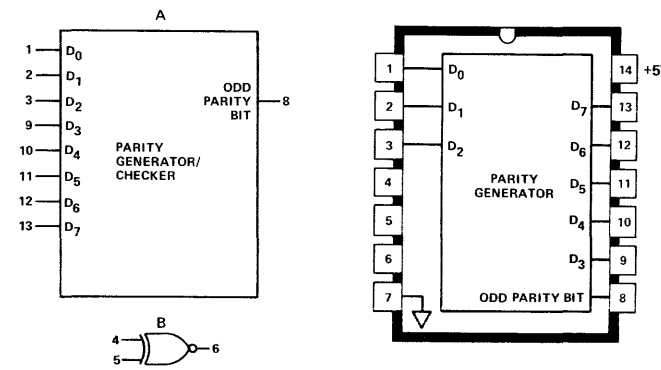 A
1 D0
2 D1
3 D2
9 D3
10 D4
11 D5
12 D6
13 D7
ODD
PARITY
BIT
8
PARITY
GENERATOR/
CHECKER
B
4
5
6
1 D0
2 D1
3 D2
4
5
6
7
PARITY
GENERATOR
14 +5
D7 13
D6 12
D5 11
D4 10
D3 9
ODD PARITY BIT 8